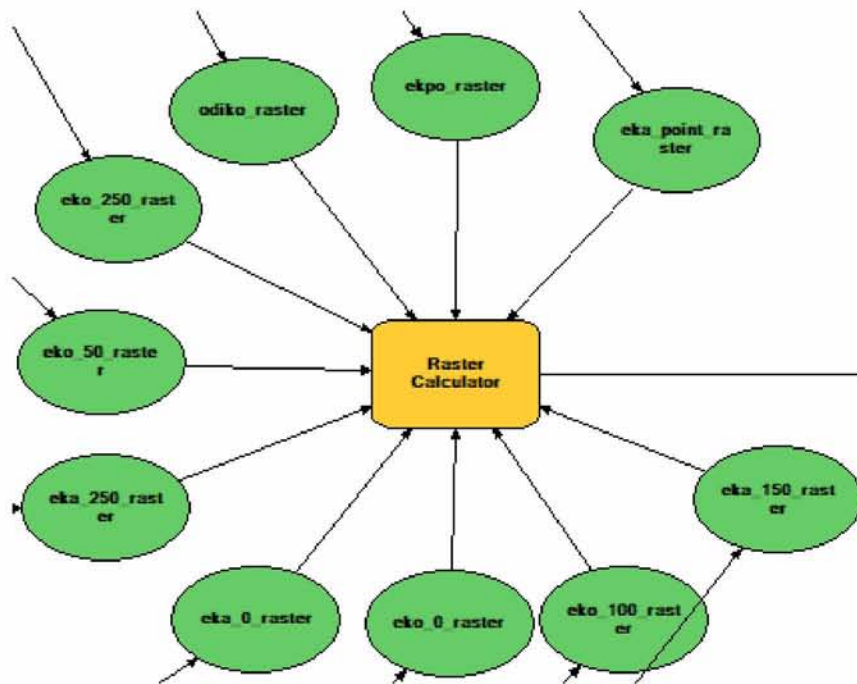 ekpo_raster
odiko_raster
eka_point_ra
ster
eko_250_rast
er
eko_50_raste
r
Raster
Calculator
eka_250_rast
er
eka_150_rast
er
eka_0_raster
eko_0_raster
eko_100_rast
er